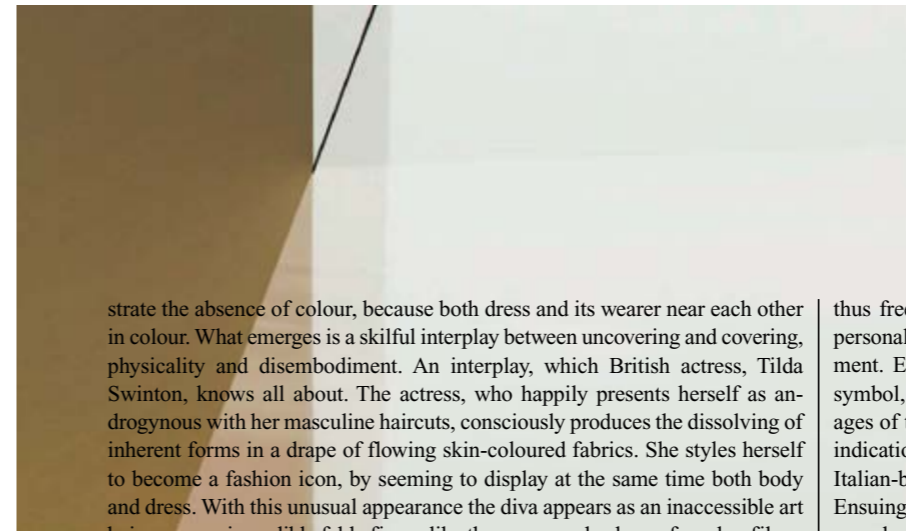 strate the absence of colour, because both dress and its wearer near each other
in colour. What emerges is a skilful interplay between uncovering and covering,
physicality and disembodiment. An interplay, which British actress, Tilda
Swinton, knows all about. The actress, who happily presents herself as an-
drogynous with her masculine haircuts, consciously produces the dissolving of
inherent forms in a drape of flowing skin-coloured fabrics. She styles herself
to become a fashion icon, by seeming to display at the same time both body
and dress. With this unusual appearance the diva appears as an inaccessible art
thus
ment. E
symbol,
ages of
Italian-b
Ensuing